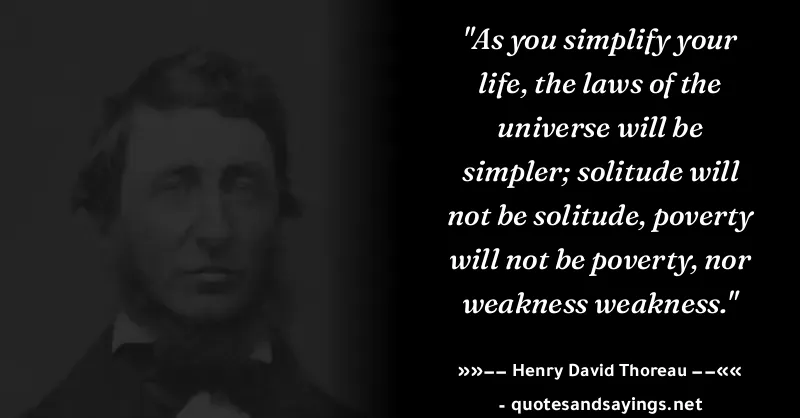 "As you simplify your
life, the laws of the
universe will be
simpler; solitude will
not be solitude, poverty
will not be poverty, nor
weakness weakness."
»»–– Henry David Thoreau ––««
- quotesandsayings.net